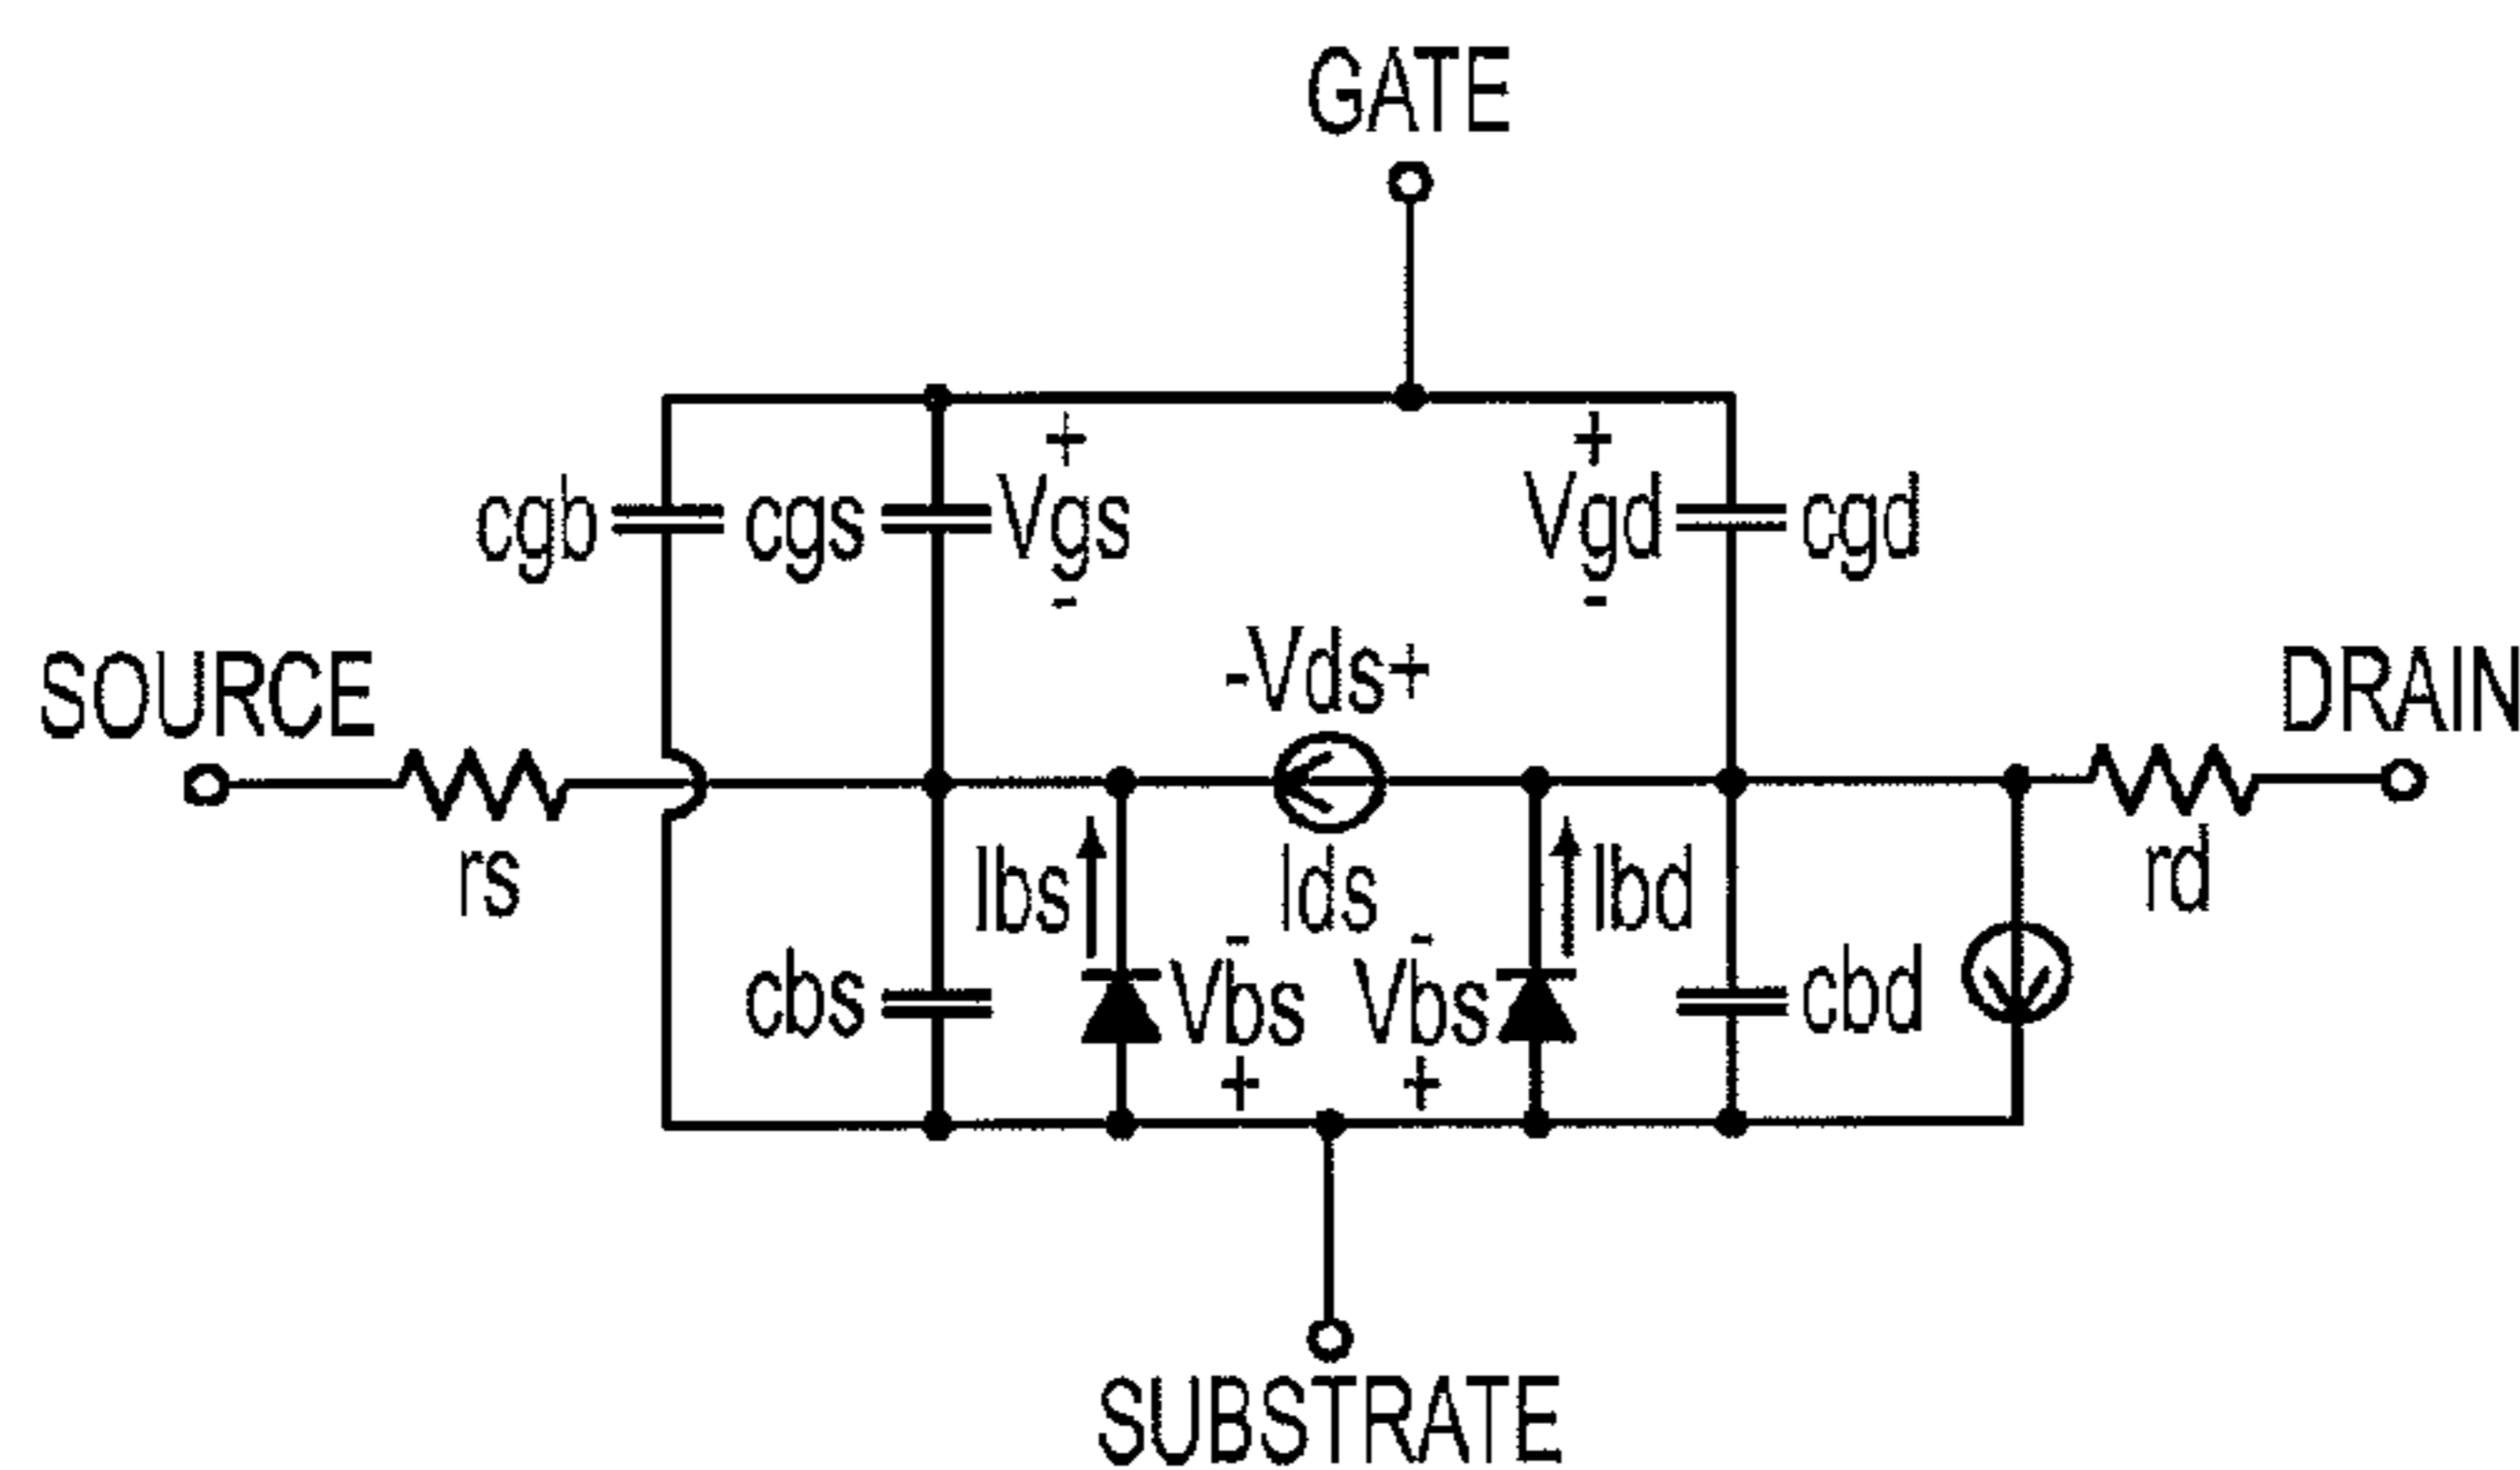 GATE
+ +
cgb cgs Vgs Vgd cgd
- -
-Vds+
SOURCE DRAIN
rs Ibs Ids Ibd rd
- -
cbs Vbs Vbs cbd
+ +
SUBSTRATE